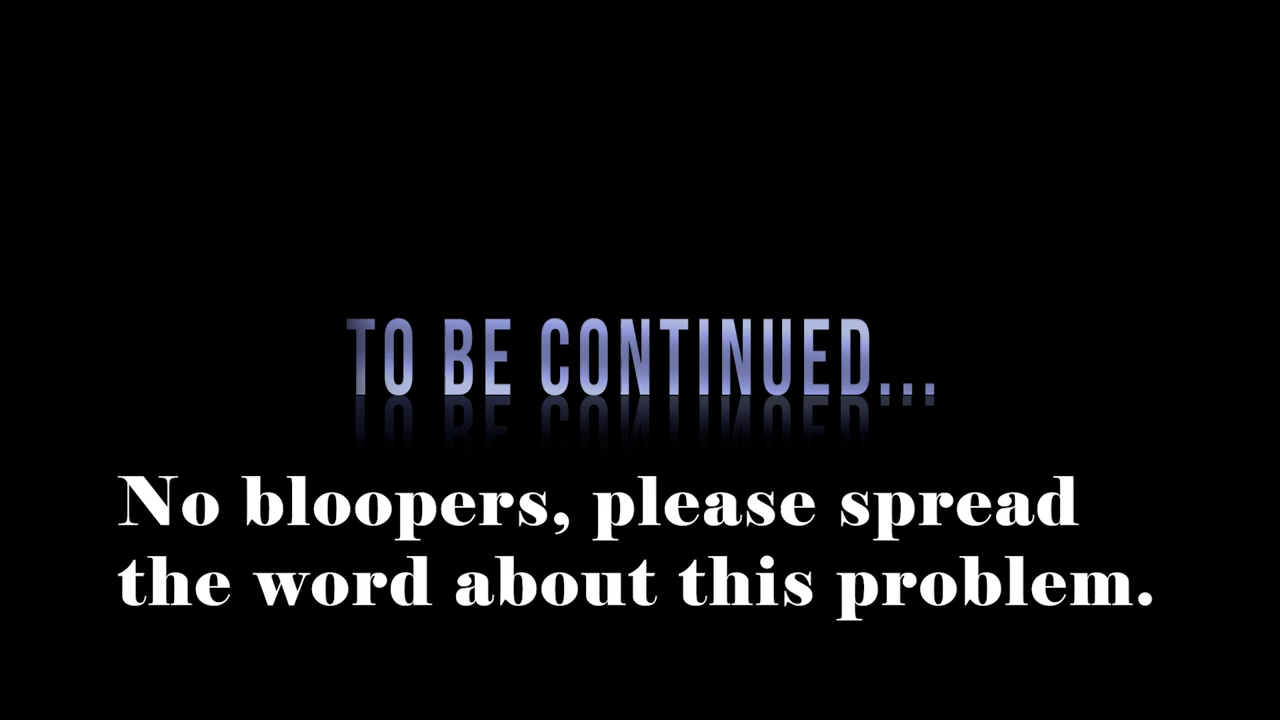 TO BE CONTINUED...
No bloopers, please spread
the word about this problem.